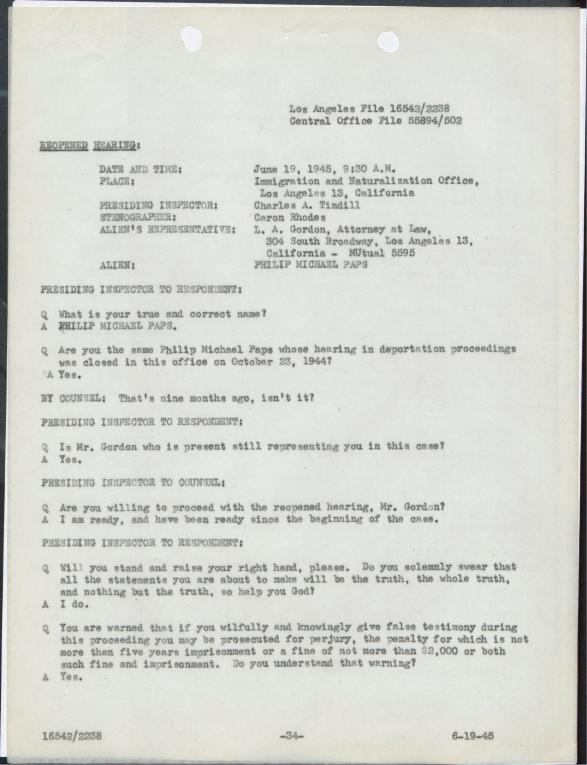 Los Angeles File 16542/2238
Central Office File 55894/502
REOPENED HEARING:
DATE AND TIME: June 19, 1945, 9:30 A.M.
PLACE: Immigration and Naturalization Office,
Los Angeles 13, California
PRESIDING INSPECTOR: Charles A. Tindill
STENOGRAPHER: Caron Rhodes
ALIEN'S REPRESENTATIVE: L. A. Gordon, Attorney at Law,
304 South Broadway, Los Angeles 13,
California - MUtual 5595
ALIEN: PHILIP MICHAEL PAPS
PRESIDING INSPECTOR TO RESPONDENT:
Q What is your true and correct name?
A PHILIP MICHAEL PAPS.
Q Are you the same Philip Michael Paps whose hearing in deportation proceedings
was closed in this office on October 23, 1944?
A Yes.
BY COUNSEL: That's nine months ago, isn't it?
PRESIDING INSPECTOR TO RESPONDENT:
Q Is Mr. Gordon who is present still representing you in this case?
A Yes.
PRESIDING INSPECTOR TO COUNSEL:
Q Are you willing to proceed with the reopened hearing, Mr. Gordon?
A I am ready, and have been ready since the beginning of the case.
PRESIDING INSPECTOR TO RESPONDENT:
Q Will you stand and raise your right hand, please. Do you solemnly swear that
all the statements you are about to make will be the truth, the whole truth,
and nothing but the truth, so help you God?
A I do.
Q You are warned that if you wilfully and knowingly give false testimony during
this proceeding you may be prosecuted for perjury, the penalty for which is not
more than five years imprisonment or a fine of not more than $2,000 or both
such fine and imprisonment. Do you understand that warning?
A Yes.
16542/2238 -34- 6-19-45